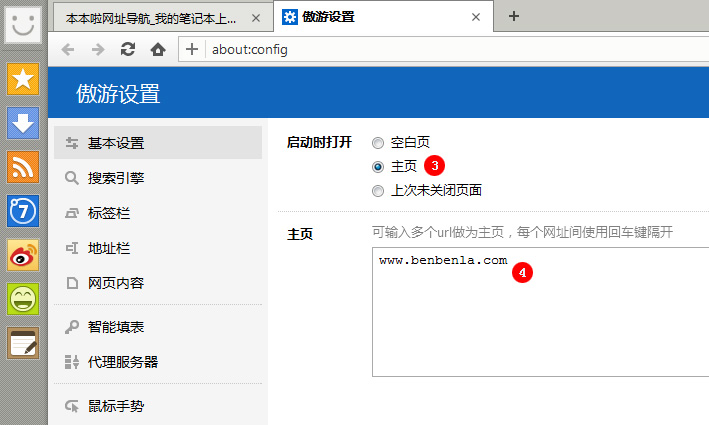 本本啦网址导航_我的笔记本上...
傲游设置
about:config
傲游设置
基本设置
搜索引擎
标签栏
地址栏
网页内容
智能填表
代理服务器
鼠标手势
启动时打开
空白页
主页
3
上次未关闭页面
主页
可输入多个url做为主页，每个网址间使用回车键隔开
www.benbenla.com
4
7